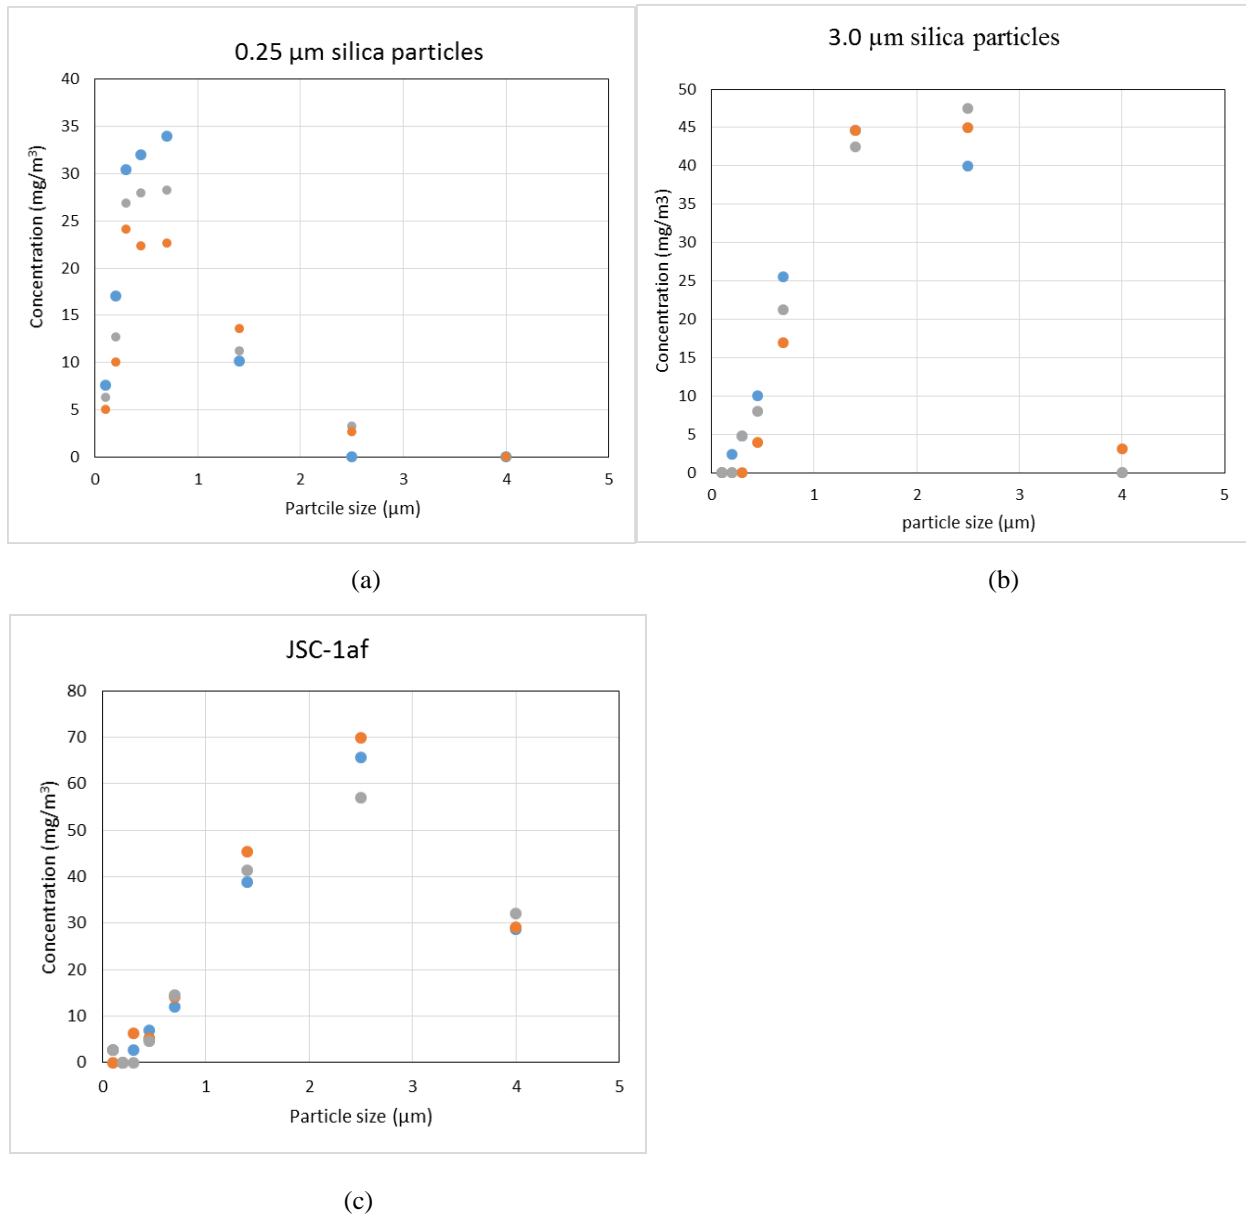 0.25 µm silica particles
40
35
30
25
20
15
10
5
0
0 1 2 3 4 5
Concentration (mg/m³)
Partcile size (µm)
(a)
3.0 µm silica particles
50
45
40
35
30
25
20
15
10
5
0
0 1 2 3 4 5
Concentration (mg/m3)
particle size (µm)
(b)
JSC-1af
80
70
60
50
40
30
20
10
0
0 1 2 3 4 5
Concentration (mg/m³)
Particle size (µm)
(c)